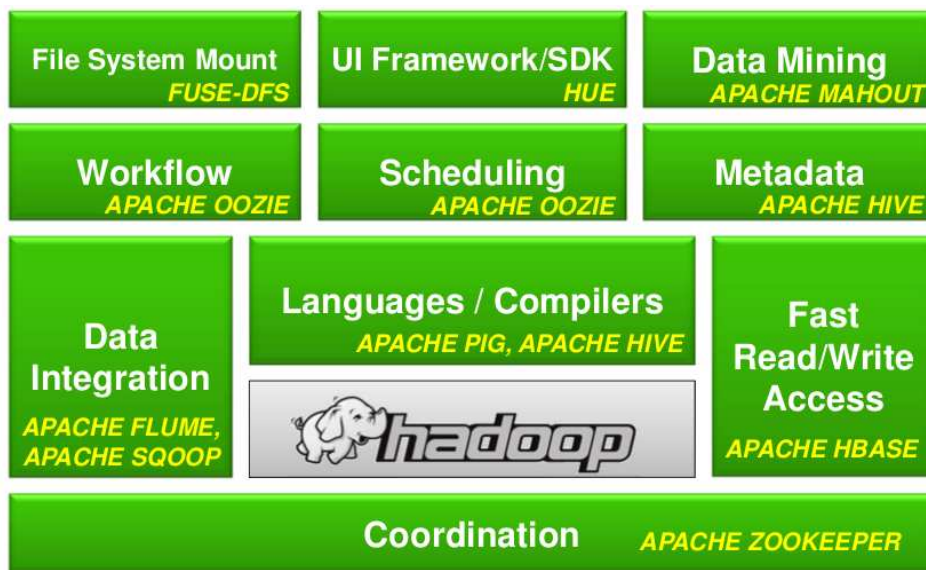 File System Mount
FUSE-DFS
UI Framework/SDK
HUE
Data Mining
APACHE MAHOUT
Workflow
APACHE OOZIE
Scheduling
APACHE OOZIE
Metadata
APACHE HIVE
Data
Integration
APACHE FLUME,
APACHE SQOOP
Languages / Compilers
APACHE PIG, APACHE HIVE
hadoop
Fast
Read/Write
Access
APACHE HBASE
Coordination
APACHE ZOOKEEPER